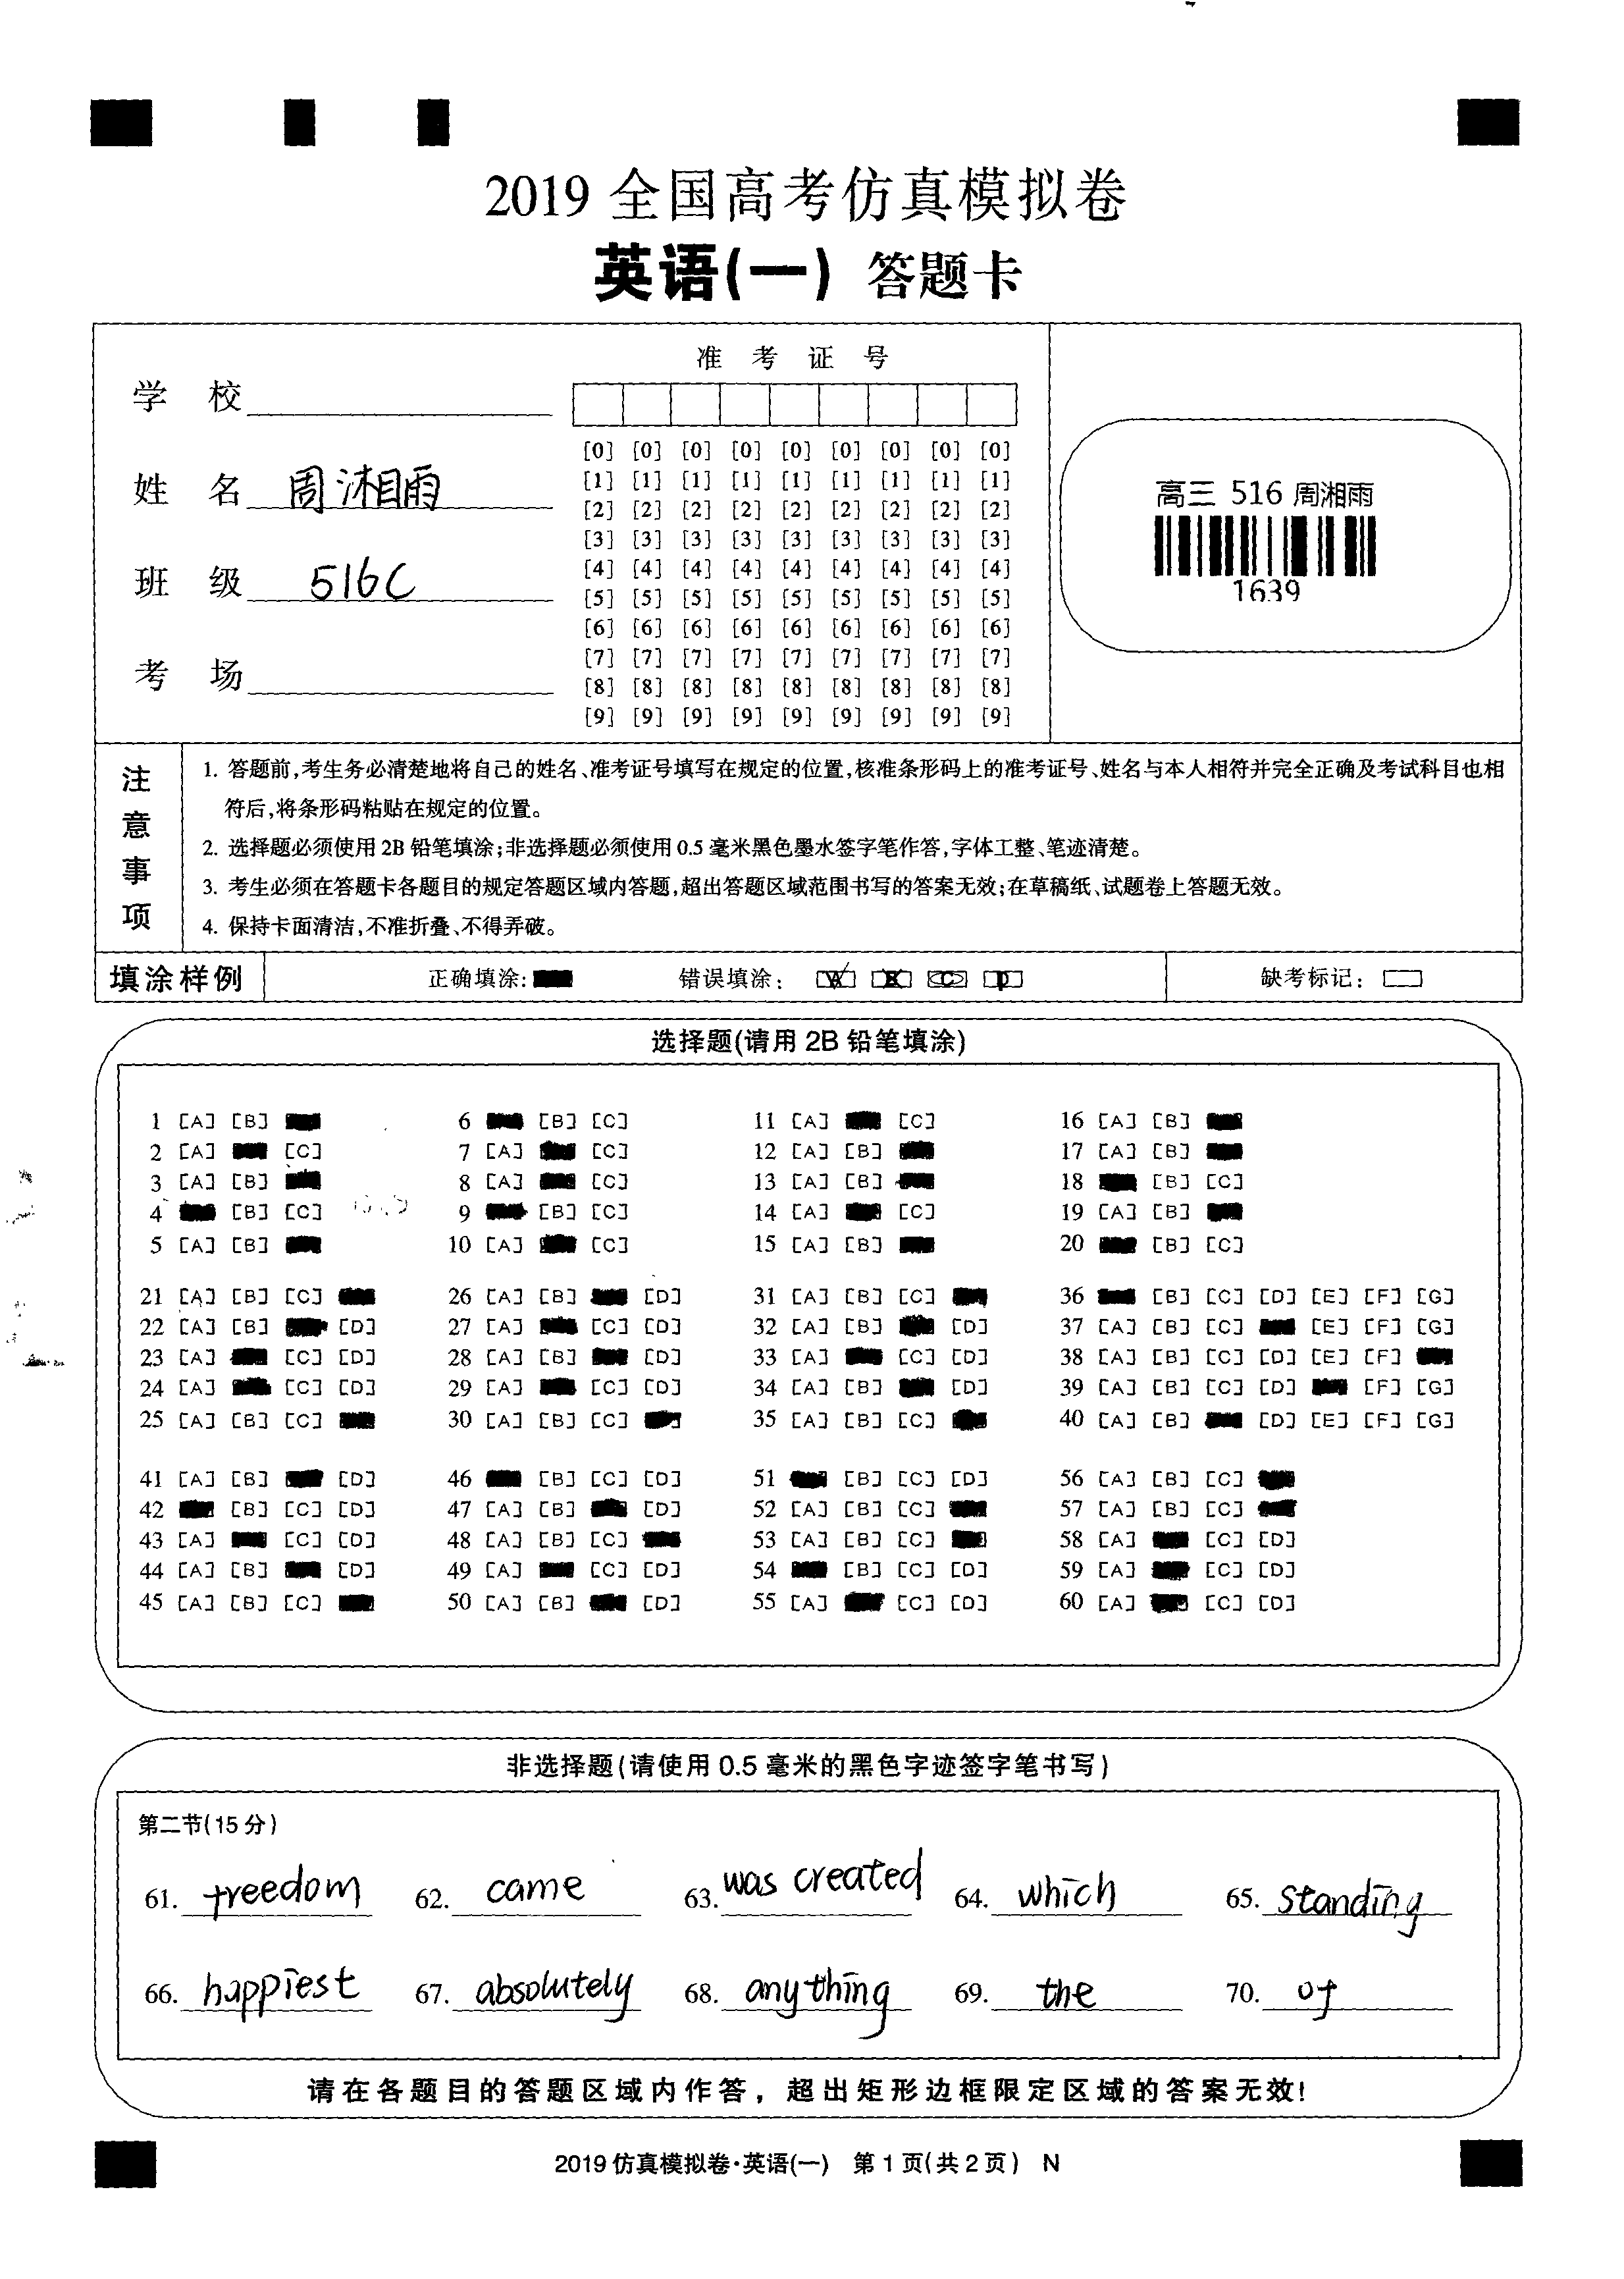 2019 全国高考仿真模拟卷
英语(一) 答题卡
准 考 证 号
学 校
姓 名 周湘雨
班 级 516C
考 场
[0] [0] [0] [0] [0] [0] [0] [0] [0]
[1] [1] [1] [1] [1] [1] [1] [1] [1]
[2] [2] [2] [2] [2] [2] [2] [2] [2]
[3] [3] [3] [3] [3] [3] [3] [3] [3]
[4] [4] [4] [4] [4] [4] [4] [4] [4]
[5] [5] [5] [5] [5] [5] [5] [5] [5]
[6] [6] [6] [6] [6] [6] [6] [6] [6]
[7] [7] [7] [7] [7] [7] [7] [7] [7]
[8] [8] [8] [8] [8] [8] [8] [8] [8]
[9] [9] [9] [9] [9] [9] [9] [9] [9]
高三 516 周湘雨
1639
注意事项
1. 答题前,考生务必清楚地将自己的姓名、准考证号填写在规定的位置,核准条形码上的准考证号、姓名与本人相符并完全正确及考试科目也相
符后,将条形码粘贴在规定的位置。
2. 选择题必须使用 2B 铅笔填涂;非选择题必须使用 0.5 毫米黑色墨水签字笔作答,字体工整、笔迹清楚。
3. 考生必须在答题卡各题目的规定答题区域内答题,超出答题区域范围书写的答案无效;在草稿纸、试题卷上答题无效。
4. 保持卡面清洁,不准折叠、不得弄破。
填涂样例 正确填涂: 错误填涂: [A] [B] [C] [D] 缺考标记:
选择题(请用 2B 铅笔填涂)
1 [A] [B] 6 [B] [C] 11 [A] [C] 16 [A] [B]
2 [A] [C] 7 [A] [C] 12 [A] [B] 17 [A] [B]
3 [A] [B] 8 [A] [C] 13 [A] [B] 18 [B] [C]
4 [B] [C] 9 [B] [C] 14 [A] [C] 19 [A] [B]
5 [A] [B] 10 [A] [C] 15 [A] [B] 20 [B] [C]
21 [A] [B] [C] 26 [A] [B] [D] 31 [A] [B] [C] 36 [B] [C] [D] [E] [F] [G]
22 [A] [B] [D] 27 [A] [C] [D] 32 [A] [B] [D] 37 [A] [B] [C] [E] [F] [G]
23 [A] [C] [D] 28 [A] [B] [D] 33 [A] [C] [D] 38 [A] [B] [C] [D] [E] [F]
24 [A] [C] [D] 29 [A] [C] [D] 34 [A] [B] [D] 39 [A] [B] [C] [D] [F] [G]
25 [A] [B] [C] 30 [A] [B] [C] 35 [A] [B] [C] 40 [A] [B] [D] [E] [F] [G]
41 [A] [B] [D] 46 [B] [C] [D] 51 [B] [C] [D] 56 [A] [B] [C]
42 [B] [C] [D] 47 [A] [B] [D] 52 [A] [B] [C] 57 [A] [B] [C]
43 [A] [C] [D] 48 [A] [B] [C] 53 [A] [B] [C] 58 [A] [C] [D]
44 [A] [B] [D] 49 [A] [C] [D] 54 [B] [C] [D] 59 [A] [C] [D]
45 [A] [B] [C] 50 [A] [B] [D] 55 [A] [C] [D] 60 [A] [C] [D]
非选择题(请使用 0.5 毫米的黑色字迹签字笔书写)
第二节(15 分)
61. freedom 62. came 63. was created 64. which 65. standing
66. happiest 67. absolutely 68. anything 69. the 70. of
请在各题目的答题区域内作答，超出矩形边框限定区域的答案无效!
2019 仿真模拟卷·英语(一) 第 1 页(共 2 页) N